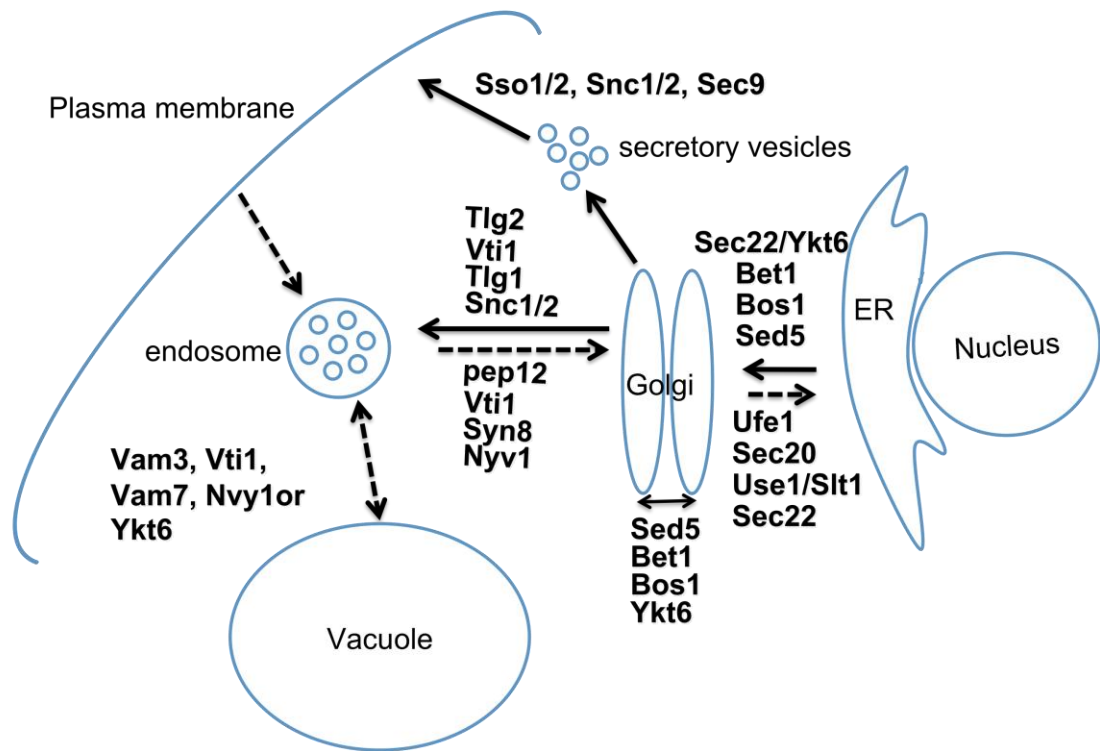 Sso1/2, Snc1/2, Sec9
Plasma membrane
secretory vesicles
Tlg2
Vti1
Tlg1
Snc1/2
Sec22/Ykt6
Bet1
Bos1
Sed5
ER
Nucleus
endosome
Golgi
pep12
Vti1
Syn8
Nyv1
Ufe1
Sec20
Use1/Slt1
Sec22
Vam3, Vti1,
Vam7, Nvy1or
Ykt6
Sed5
Bet1
Bos1
Ykt6
Vacuole